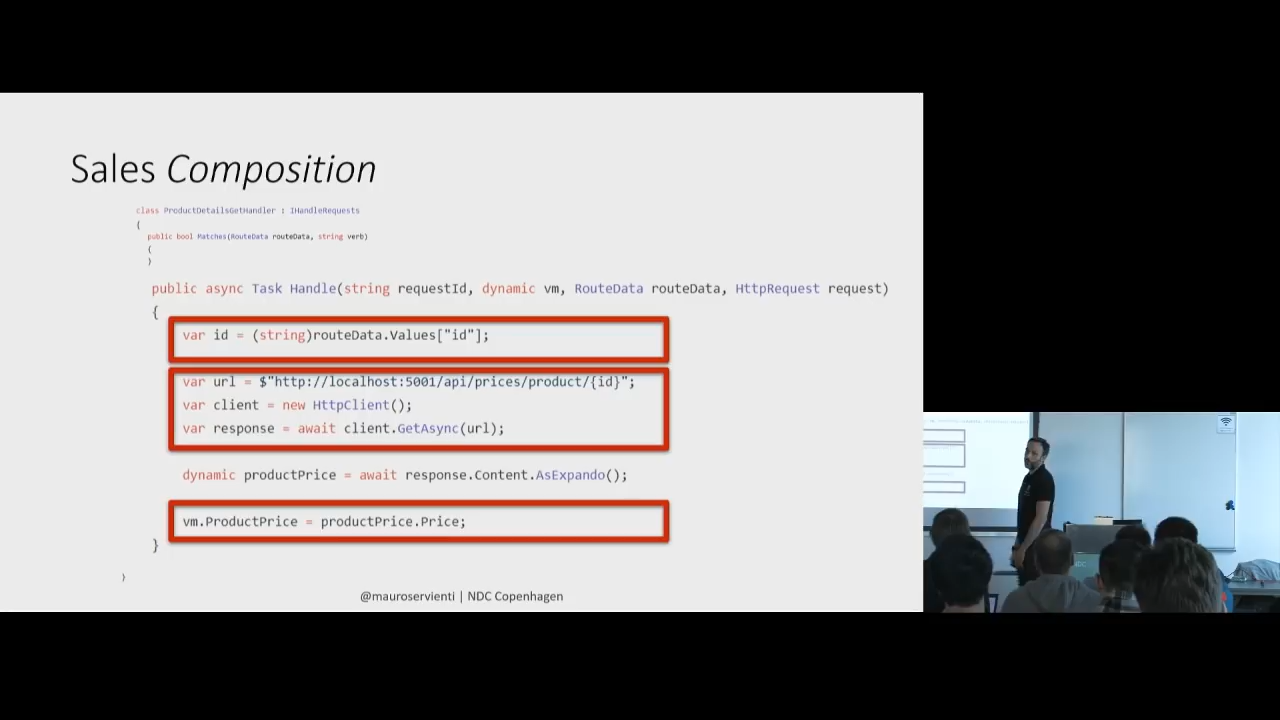 Sales Composition
class ProductDetailsGetHandler : IHandleRequests
{
public bool Matches(RouteData routeData, string verb)
{
}
public async Task Handle(string requestId, dynamic vm, RouteData routeData, HttpRequest request)
{
var id = (string)routeData.Values["id"];
var url = $"http://localhost:5001/api/prices/product/{id}";
var client = new HttpClient();
var response = await client.GetAsync(url);
dynamic productPrice = await response.Content.AsExpando();
vm.ProductPrice = productPrice.Price;
}
}
@mauroservienti | NDC Copenhagen